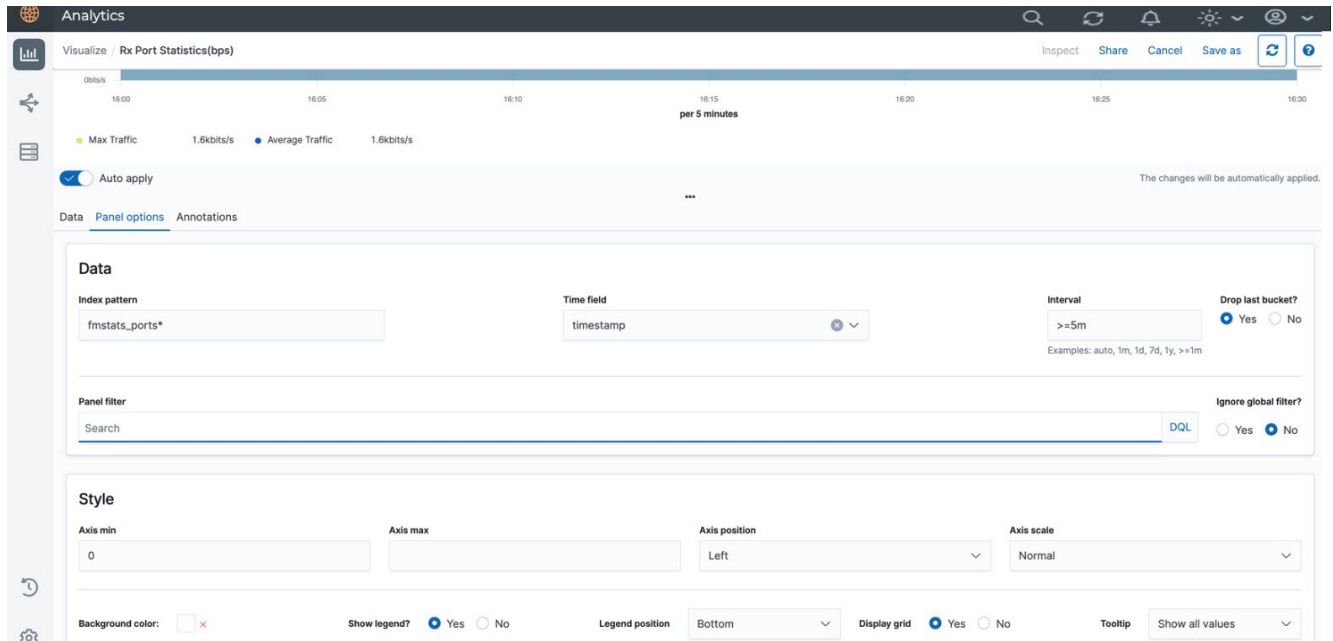 Analytics
Visualize / Rx Port Statistics(bps)
Inspect Share Cancel Save as
0bits/s
16:00 16:05 16:10 16:15 16:20 16:25 16:30
per 5 minutes
Max Traffic 1.6kbits/s Average Traffic 1.6kbits/s
Auto apply
The changes will be automatically applied.
Data Panel options Annotations
Data
Index pattern Time field Interval Drop last bucket?
fmstats_ports* timestamp >=5m Yes No
Examples: auto, 1m, 1d, 7d, 1y, >=1m
Panel filter Ignore global filter?
Search DQL Yes No
Style
Axis min Axis max Axis position Axis scale
0 Left Normal
Background color: Show legend? Yes No Legend position Bottom Display grid Yes No Tooltip Show all values